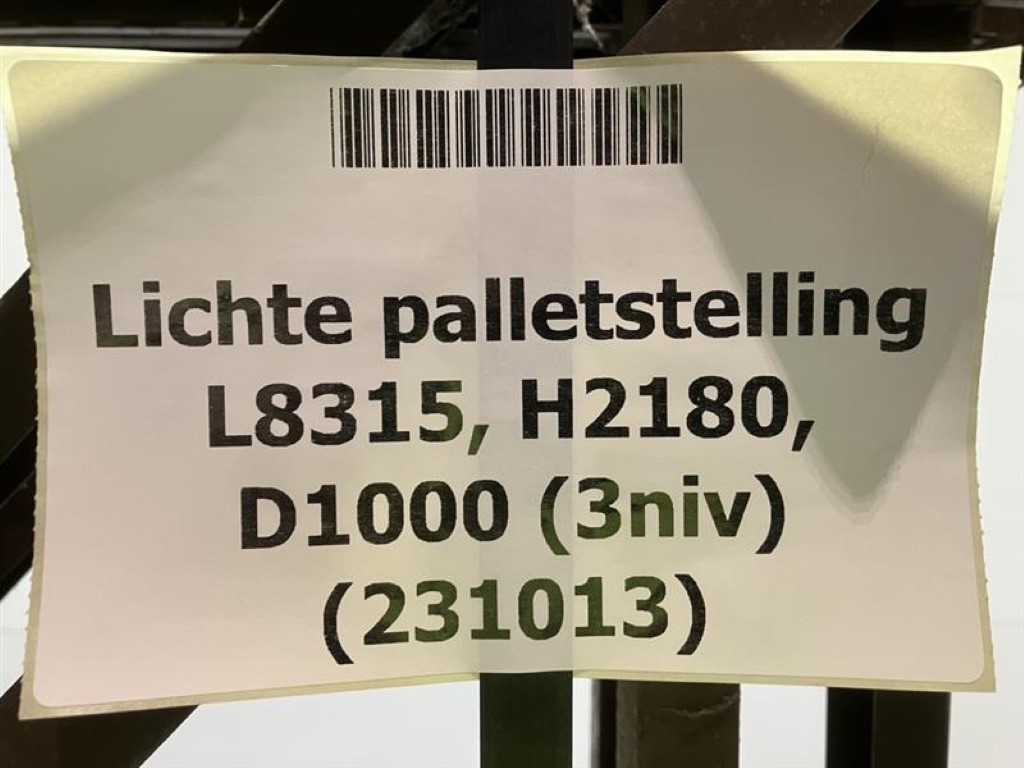 Lichte palletstelling
L8315, H2180,
D1000 (3niv)
(231013)